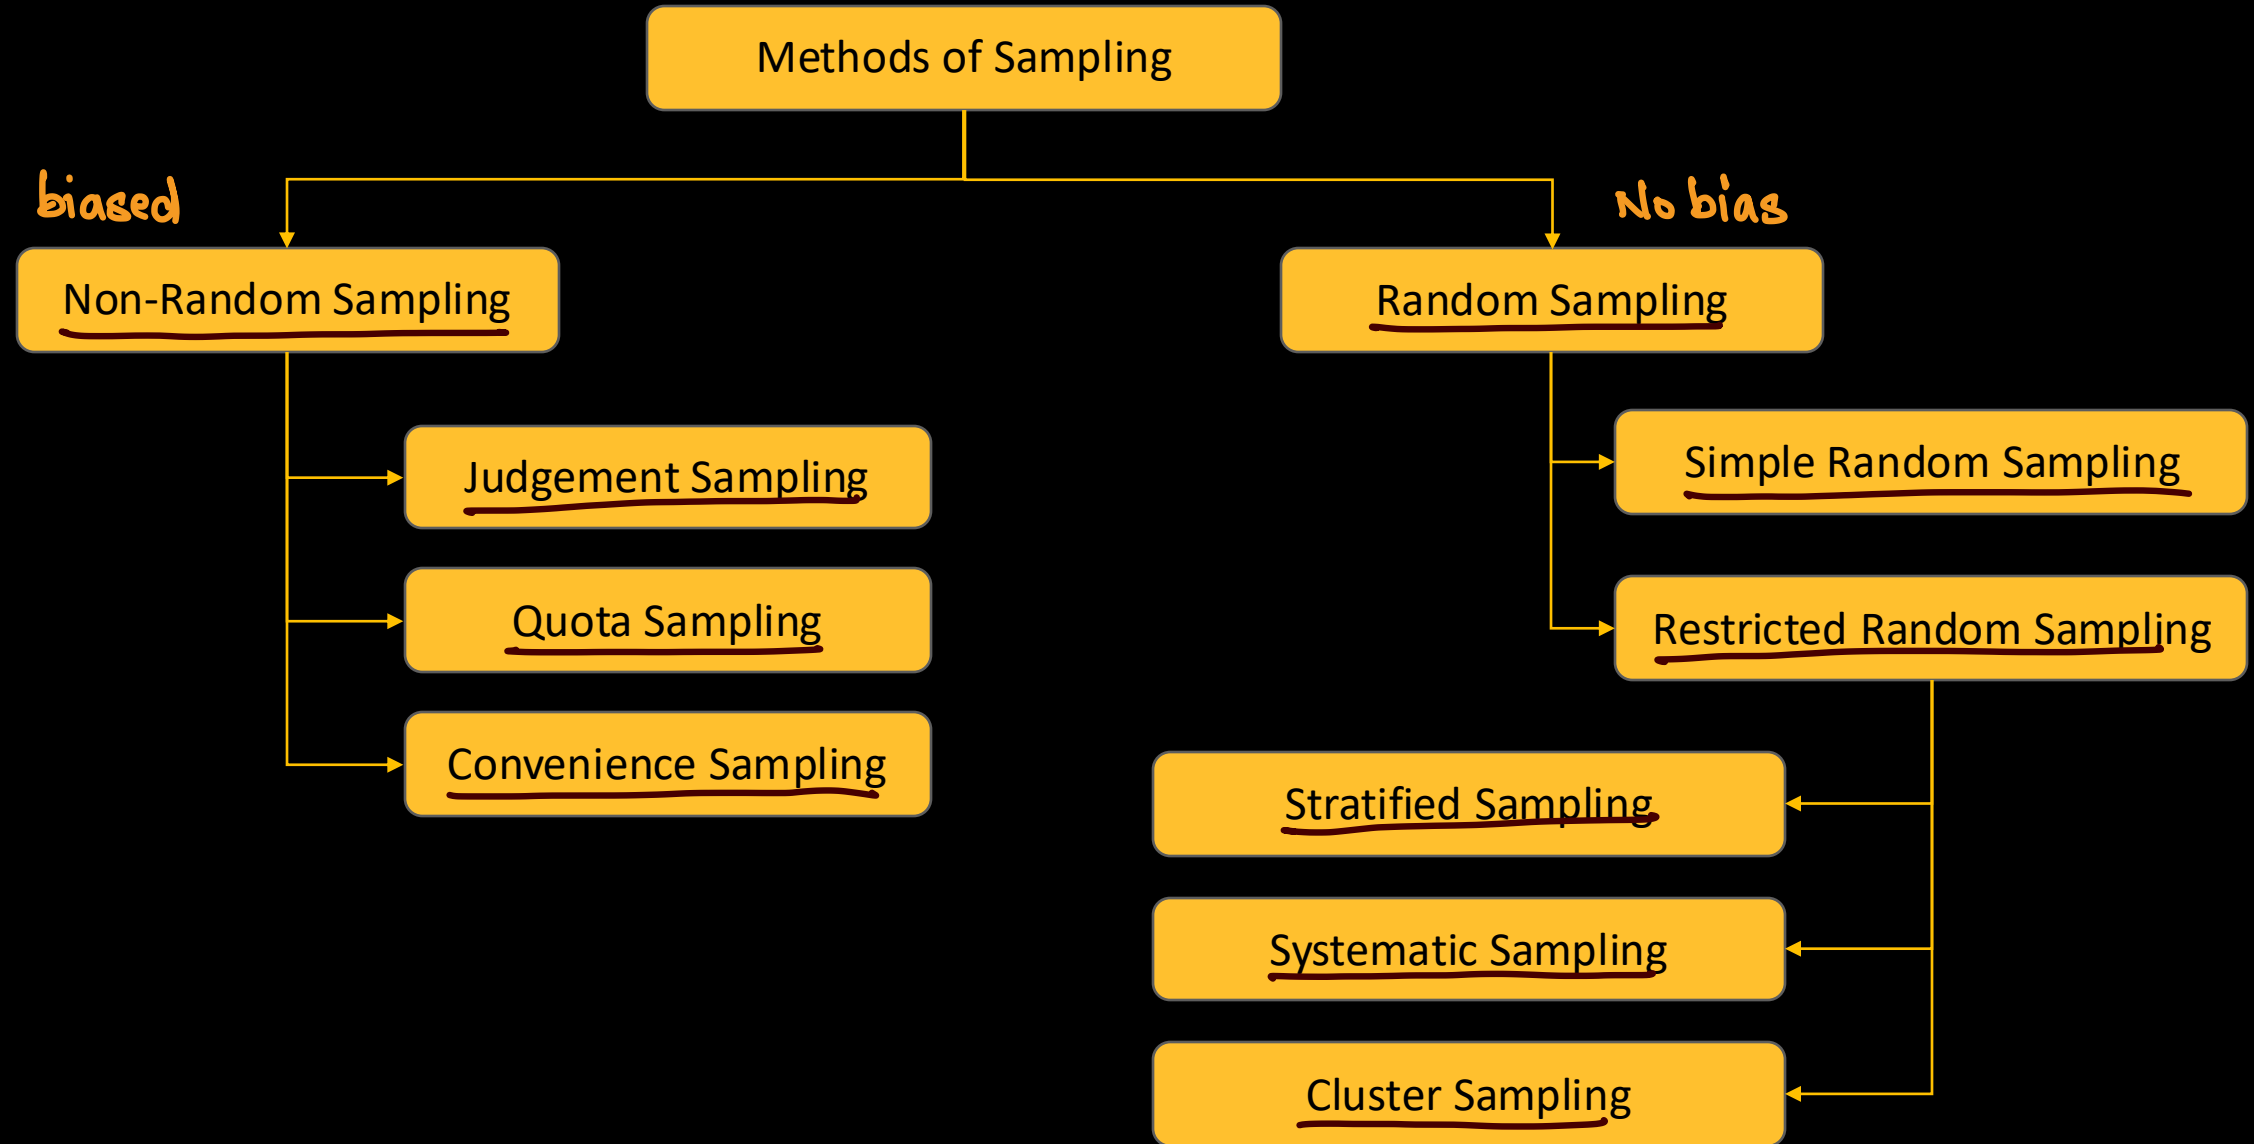 Methods of Sampling
biased
No bias
Non-Random Sampling
Random Sampling
Judgement Sampling
Quota Sampling
Convenience Sampling
Simple Random Sampling
Restricted Random Sampling
Stratified Sampling
Systematic Sampling
Cluster Sampling